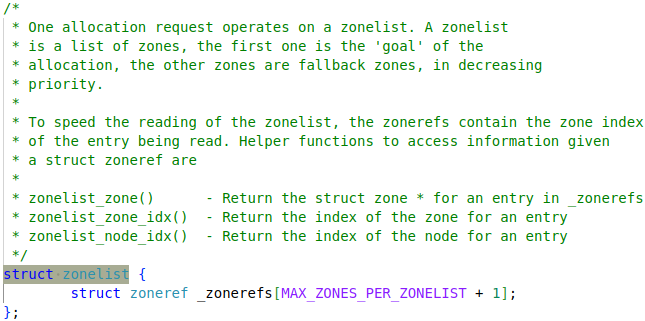 /*
 * One allocation request operates on a zonelist. A zonelist
 * is a list of zones, the first one is the 'goal' of the
 * allocation, the other zones are fallback zones, in decreasing
 * priority.
 *
 * To speed the reading of the zonelist, the zonerefs contain the zone index
 * of the entry being read. Helper functions to access information given
 * a struct zoneref are
 *
 * zonelist_zone()      - Return the struct zone * for an entry in _zonerefs
 * zonelist_zone_idx()  - Return the index of the zone for an entry
 * zonelist_node_idx()  - Return the index of the node for an entry
 */
struct zonelist {
        struct zoneref _zonerefs[MAX_ZONES_PER_ZONELIST + 1];
};